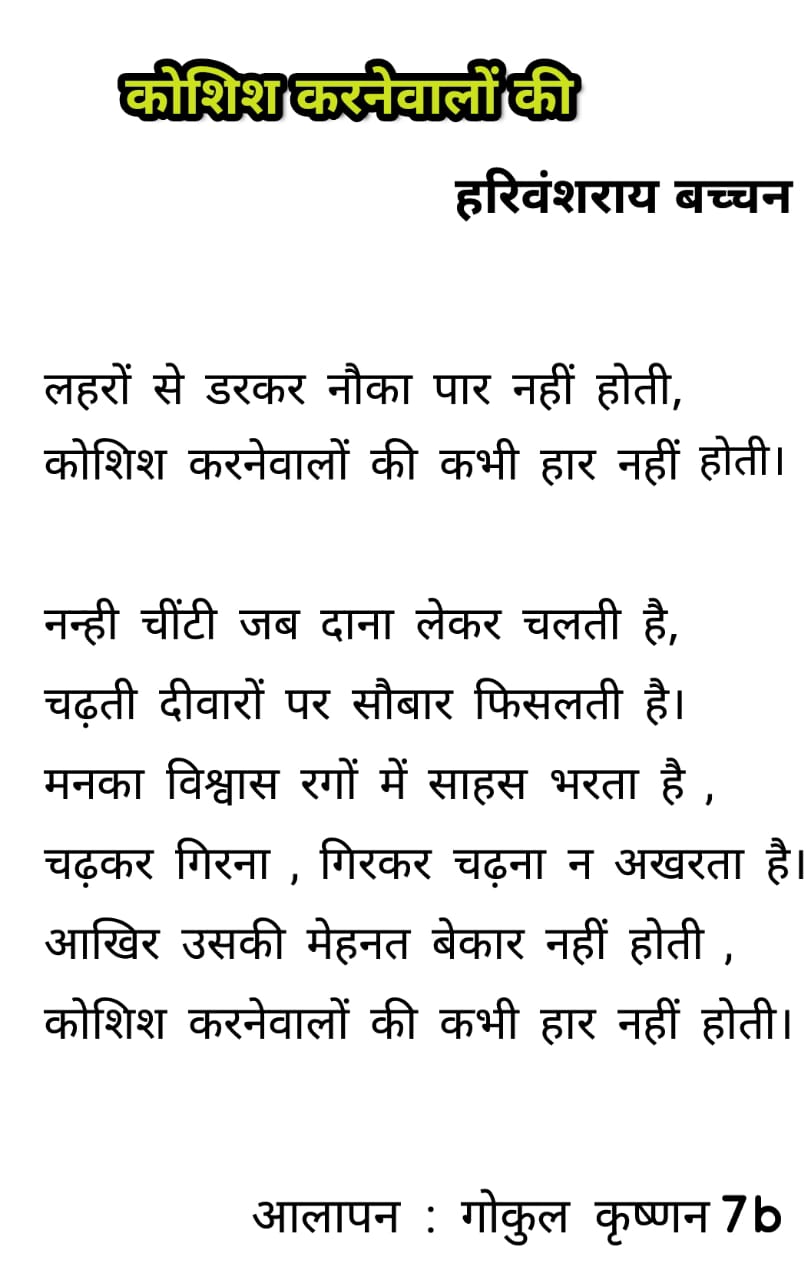 कोशिश करनेवालों की
हरिवंशराय बच्चन
लहरों से डरकर नौका पार नहीं होती,
कोशिश करनेवालों की कभी हार नहीं होती।
नन्ही चींटी जब दाना लेकर चलती है,
चढ़ती दीवारों पर सौबार फिसलती है।
मनका विश्वास रगों में साहस भरता है ,
चढ़कर गिरना , गिरकर चढ़ना न अखरता है।
आखिर उसकी मेहनत बेकार नहीं होती ,
कोशिश करनेवालों की कभी हार नहीं होती।
आलापन : गोकुल कृष्णन 7b